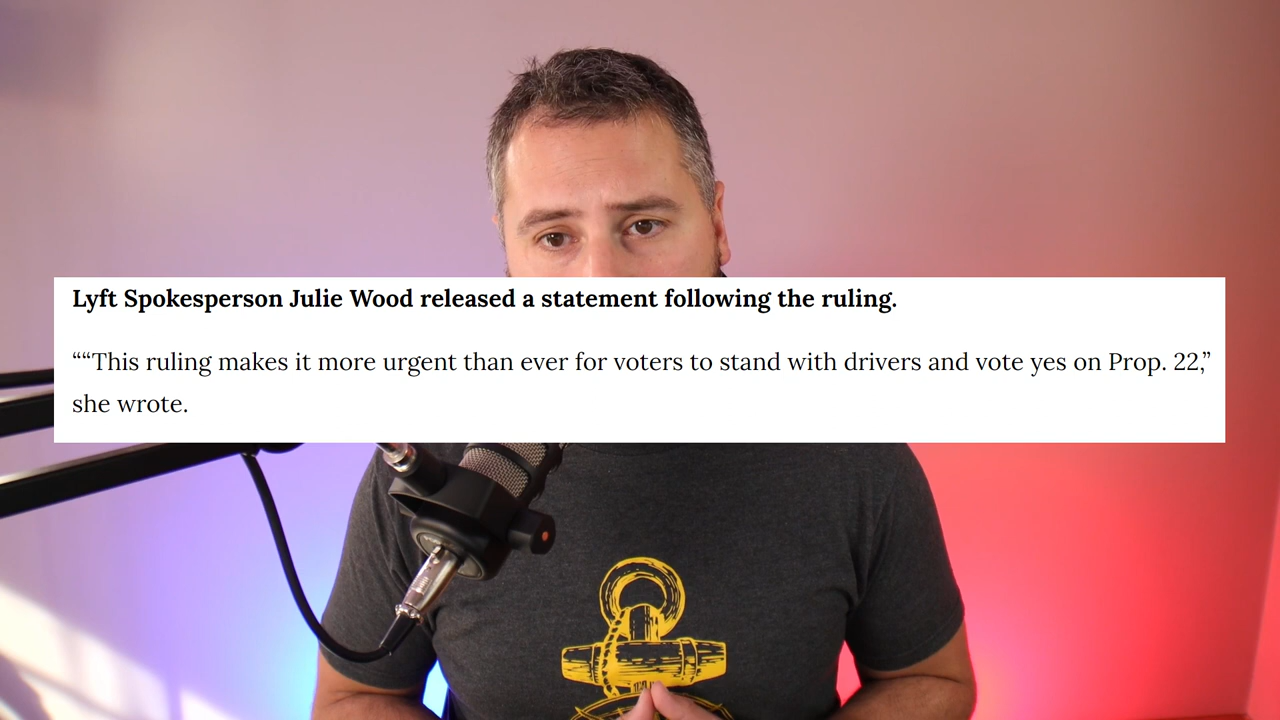 Lyft Spokesperson Julie Wood released a statement following the ruling.
““This ruling makes it more urgent than ever for voters to stand with drivers and vote yes on Prop. 22,”
she wrote.